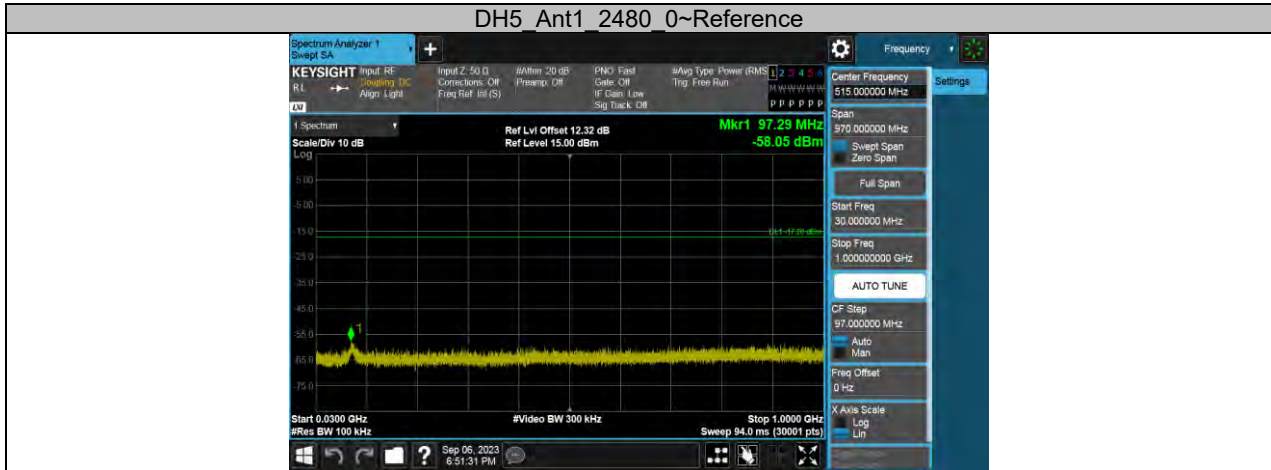 DH5_Ant1_2480_0~Reference
Spectrum Analyzer 1
Swept SA
+
Frequency
KEYSIGHT
RL
LXI
Input: RF
Coupling: DC
Align: Light
Input Z: 50 Ω
Corrections: Off
Freq Ref: Int (S)
#Atten: 20 dB
Preamp: Off
PNO: Fast
Gate: Off
IF Gain: Low
Sig Track: Off
#Avg Type: Power (RMS
Trig: Free Run
1 2 3 4 5 6
M W W W W W
P P P P P P
Center Frequency
515.000000 MHz
Settings
Span
970.000000 MHz
Swept Span
Zero Span
Full Span
Start Freq
30.000000 MHz
Stop Freq
1.000000000 GHz
AUTO TUNE
CF Step
97.000000 MHz
Auto
Man
Freq Offset
0 Hz
X Axis Scale
Log
Lin
1 Spectrum
Scale/Div 10 dB
Ref Lvl Offset 12.32 dB
Ref Level 15.00 dBm
Mkr1 97.29 MHz
-58.05 dBm
Log
5.00
-5.00
-15.0
-25.0
-35.0
-45.0
-55.0
-65.0
-75.0
1
Start 0.0300 GHz
#Res BW 100 kHz
#Video BW 300 kHz
Stop 1.0000 GHz
Sweep 94.0 ms (30001 pts)
?
Sep 06, 2023
6:51:31 PM